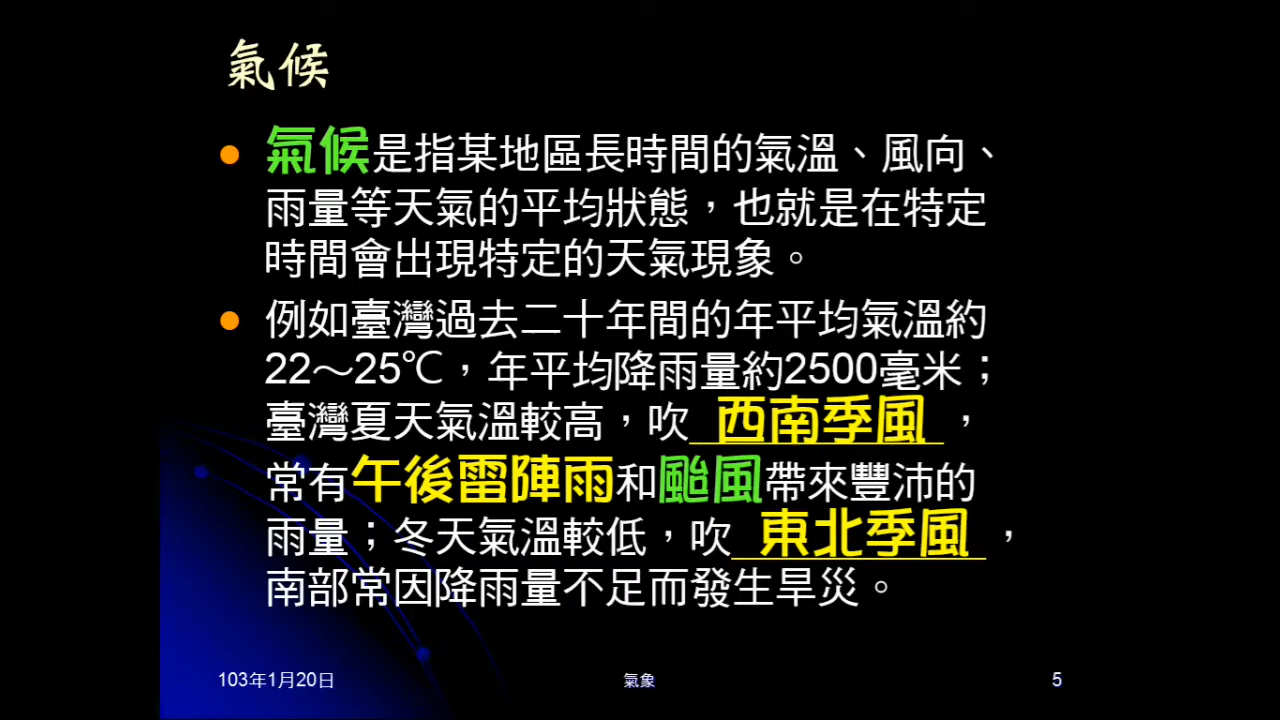 氣候
氣候是指某地區長時間的氣溫、風向、
雨量等天氣的平均狀態，也就是在特定
時間會出現特定的天氣現象。
例如臺灣過去二十年間的年平均氣溫約
22～25℃，年平均降雨量約2500毫米；
臺灣夏天氣溫較高，吹 西南季風 ，
常有午後雷陣雨和颱風帶來豐沛的
雨量；冬天氣溫較低，吹 東北季風 ，
南部常因降雨量不足而發生旱災。
103年1月20日 氣象 5